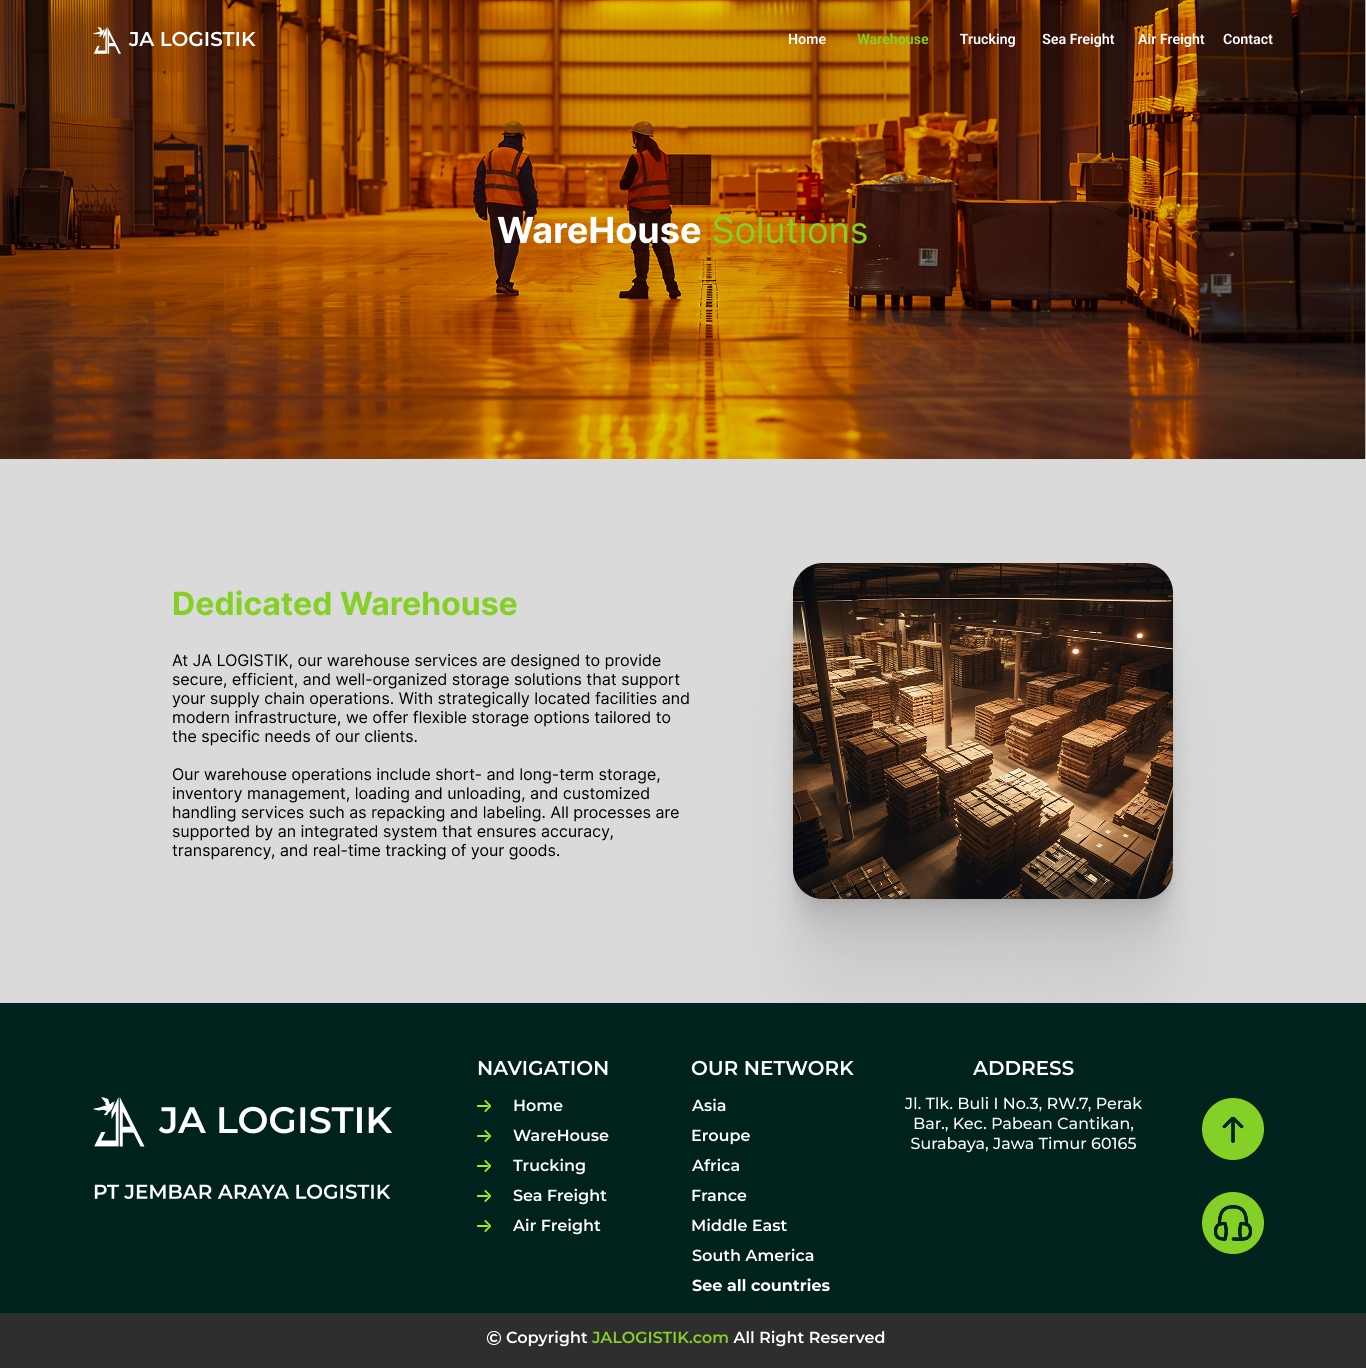 JA LOGISTIK
Home Warehouse Trucking Sea Freight Air Freight Contact
WareHouse Solutions
Dedicated Warehouse
At JA LOGISTIK, our warehouse services are designed to provide
secure, efficient, and well-organized storage solutions that support
your supply chain operations. With strategically located facilities and
modern infrastructure, we offer flexible storage options tailored to
the specific needs of our clients.
Our warehouse operations include short- and long-term storage,
inventory management, loading and unloading, and customized
handling services such as repacking and labeling. All processes are
supported by an integrated system that ensures accuracy,
transparency, and real-time tracking of your goods.
JA LOGISTIK
PT JEMBAR ARAYA LOGISTIK
NAVIGATION
Home
WareHouse
Trucking
Sea Freight
Air Freight
OUR NETWORK
Asia
Eroupe
Africa
France
Middle East
South America
See all countries
ADDRESS
Jl. Tlk. Buli I No.3, RW.7, Perak
Bar., Kec. Pabean Cantikan,
Surabaya, Jawa Timur 60165
© Copyright JALOGISTIK.com All Right Reserved